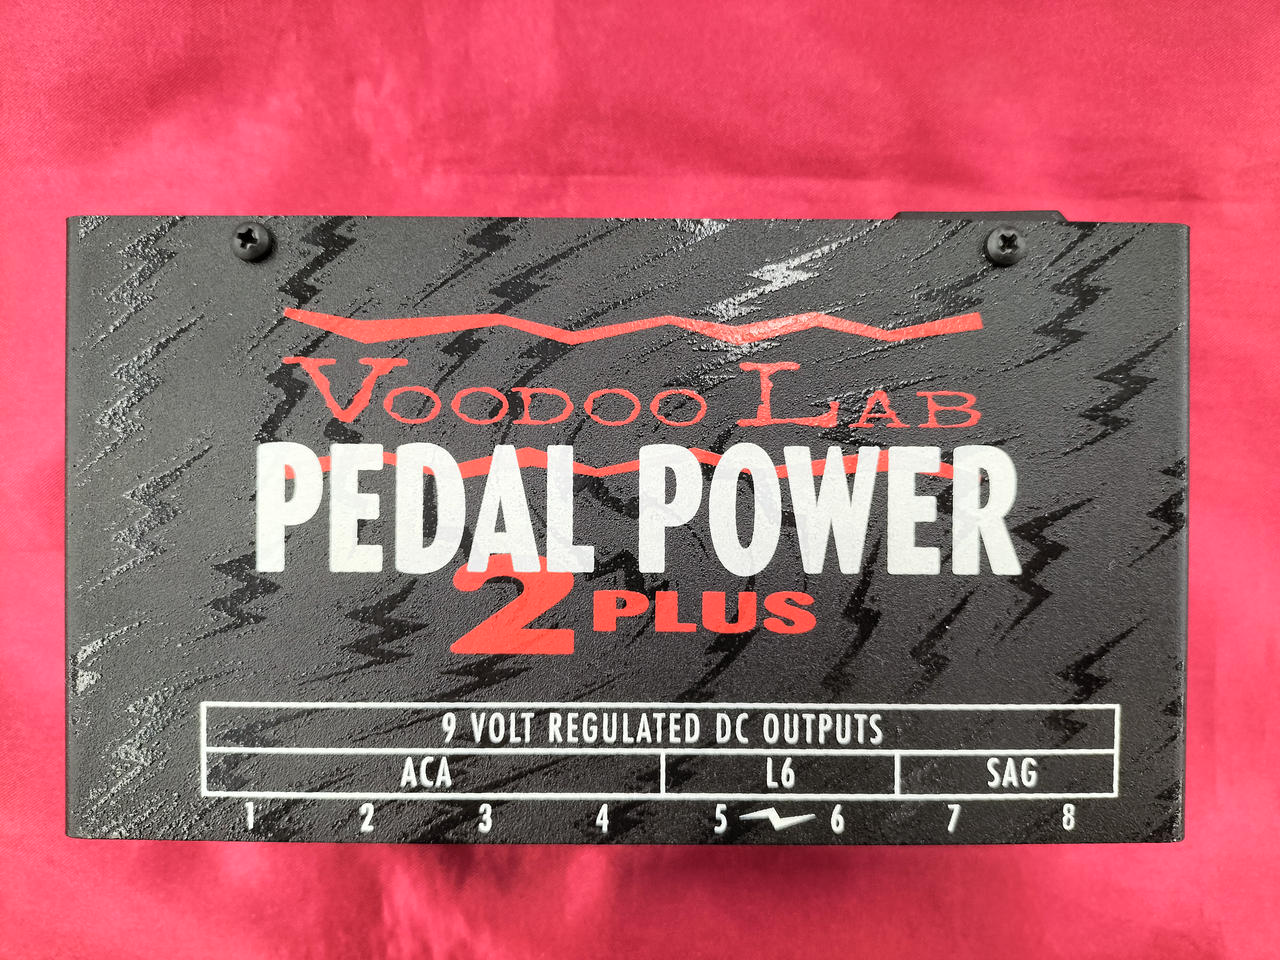 VOODOO LAB
PEDAL POWER
2 PLUS
9 VOLT REGULATED DC OUTPUTS
ACA L6 SAG
1 2 3 4 5 6 7 8